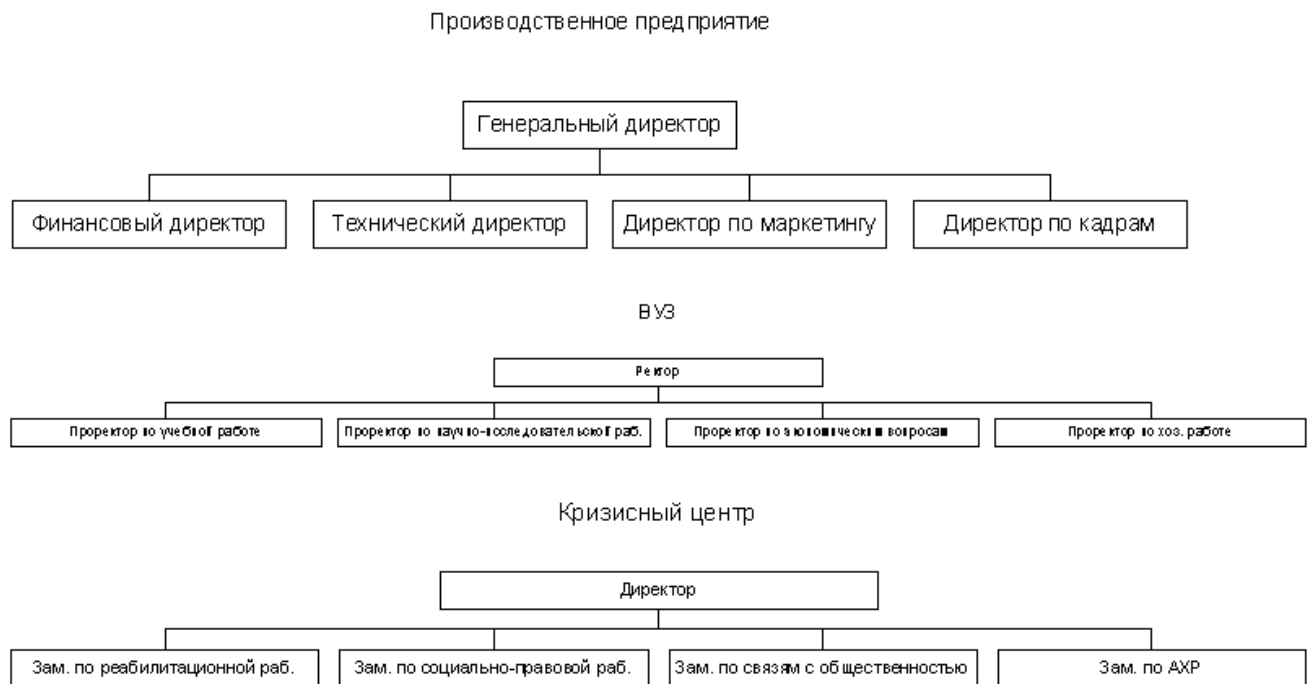 Производственное предприятие
Генеральный директор
Финансовый директор
Технический директор
Директор по маркетингу
Директор по кадрам
ВУЗ
Ректор
Проректор по учебной работе
Проректор по научно-исследовательской раб.
Проректор по экономическим вопросам
Проректор по хоз. работе
Кризисный центр
Директор
Зам. по реабилитационной раб.
Зам. по социально-правовой раб.
Зам. по связям с общественностью
Зам. по АХР